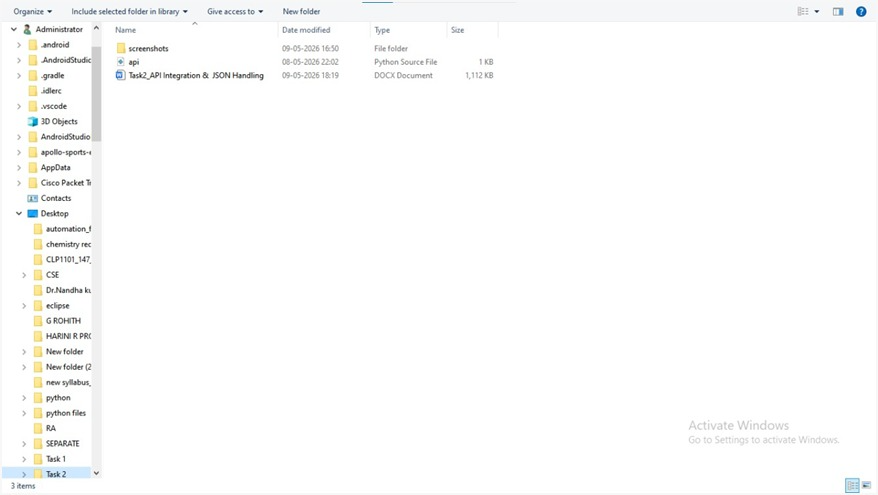 Organize Include selected folder in library Give access to New folder
Name Date modified Type Size
screenshots 09-05-2026 16:50 File folder
api 08-05-2026 22:02 Python Source File 1 KB
Task2_API Integration & JSON Handling 09-05-2026 18:19 DOCX Document 1,112 KB
Administrator
.android
.AndroidStudio
.gradle
.idlerc
.vscode
3D Objects
AndroidStudio
apollo-sports-e
AppData
Cisco Packet Tr
Contacts
Desktop
automation_f
chemistry rec
CLP1101_147_
CSE
Dr.Nandha ku
eclipse
G ROHITH
HARINI R PRO
New folder
New folder (2
new syllabus_
python
python files
RA
SEPARATE
Task 1
Task 2
Activate Windows
Go to Settings to activate Windows.
3 items